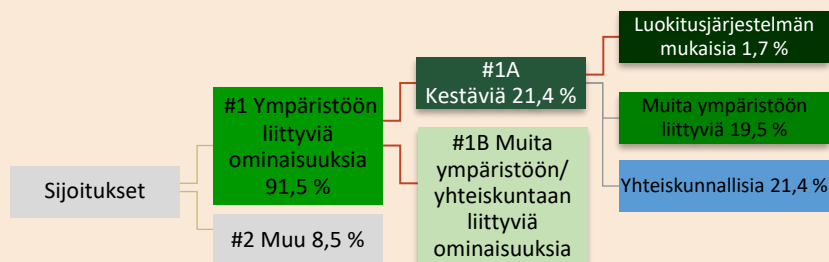 Sijoitukset
#1 Ympäristöön
liittyviä
ominaisuuksia
91,5 %
#2 Muu 8,5 %
#1A
Kestäviä 21,4 %
#1B Muita
ympäristöön/
yhteiskuntaan
liittyviä
ominaisuuksia
Luokitusjärjestelmän
mukaisia 1,7 %
Muita ympäristöön
liittyviä 19,5 %
Yhteiskunnallisia 21,4 %